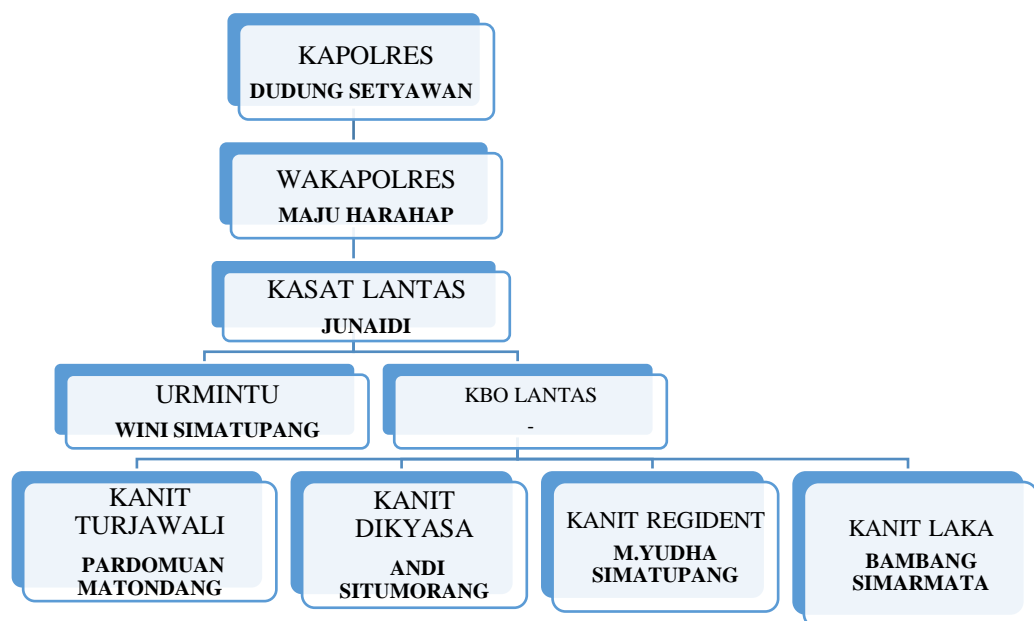 KAPOLRES
DUDUNG SETYAWAN
WAKAPOLRES
MAJU HARAHAP
KASAT LANTAS
JUNAIDI
URMINTU
WINI SIMATUPANG
KBO LANTAS
-
KANIT
TURJAWALI
PARDOMUAN
MATONDANG
KANIT
DIKYASA
ANDI
SITUMORANG
KANIT REGIDENT
M.YUDHA
SIMATUPANG
KANIT LAKA
BAMBANG
SIMARMATA